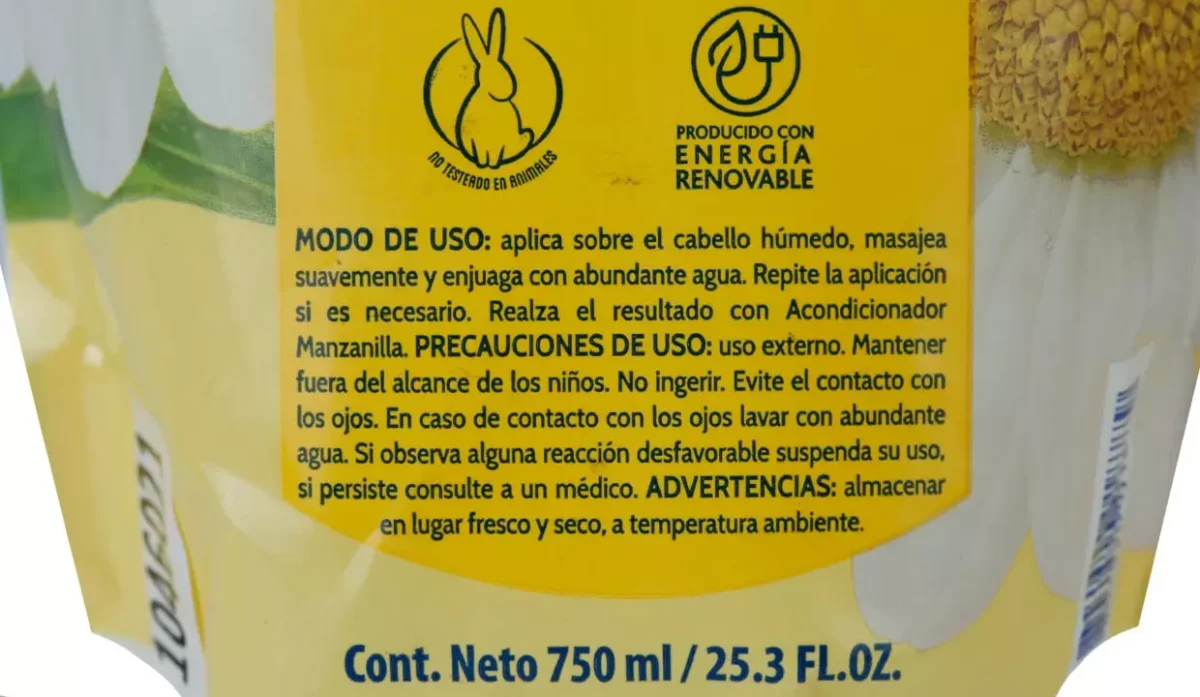 NO TESTEADO EN ANIMALES
PRODUCIDO CON
ENERGÍA
RENOVABLE
MODO DE USO: aplica sobre el cabello húmedo, masajea
suavemente y enjuaga con abundante agua. Repite la aplicación
si es necesario. Realza el resultado con Acondicionador
Manzanilla. PRECAUCIONES DE USO: uso externo. Mantener
fuera del alcance de los niños. No ingerir. Evite el contacto con
los ojos. En caso de contacto con los ojos lavar con abundante
agua. Si observa alguna reacción desfavorable suspenda su uso,
si persiste consulte a un médico. ADVERTENCIAS: almacenar
en lugar fresco y seco, a temperatura ambiente.
Cont. Neto 750 ml / 25.3 FL.OZ.